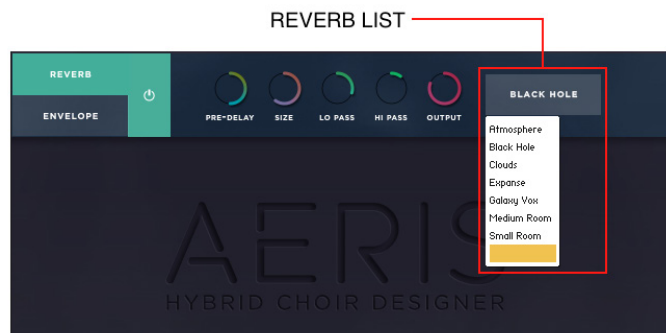 REVERB LIST
REVERB
ENVELOPE
PRE-DELAY SIZE LO PASS HI PASS OUTPUT
BLACK HOLE
Atmosphere
Black Hole
Clouds
Expanse
Galaxy Vox
Medium Room
Small Room
AERIS
HYBRID CHOIR DESIGNER